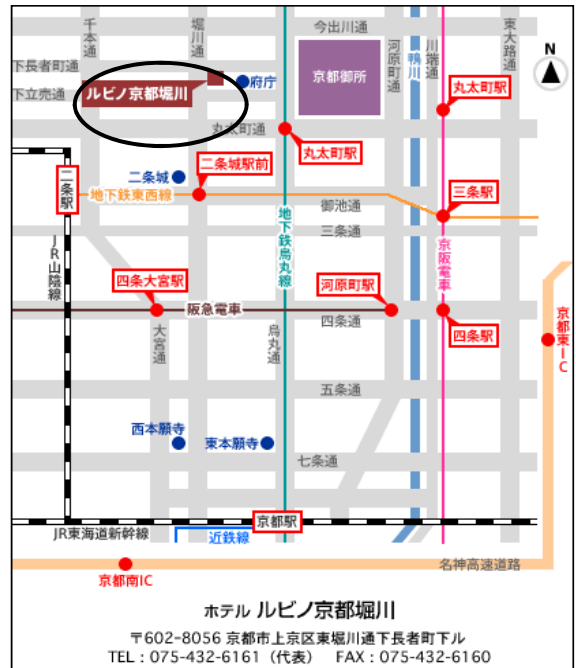 千本通
堀川通
今出川通
河原町通
川端通
東大路通
鴨川
N
下長者町通
府庁
京都御所
下立売通
ルビノ京都堀川
丸太町駅
丸太町通
丸太町駅
二条城駅前
二条城
二条駅
地下鉄東西線
御池通
三条駅
三条通
地下鉄烏丸線
京阪電車
JR山陰線
四条大宮駅
河原町駅
阪急電車
四条通
四条駅
京都東IC
大宮通
烏丸通
五条通
西本願寺
東本願寺
七条通
京都駅
JR東海道新幹線
近鉄線
名神高速道路
京都南IC
ホテル ルビノ京都堀川
〒602-8056 京都市上京区東堀川通下長者町下ル
TEL:075-432-6161(代表) FAX:075-432-6160